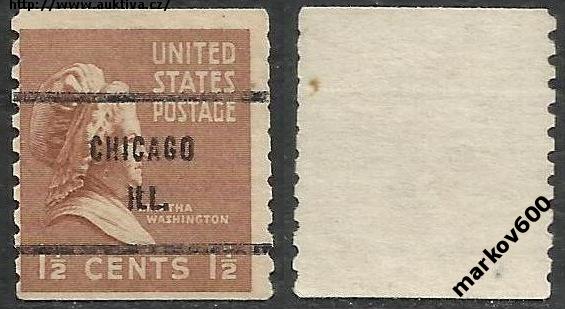 http://www.auktiva.cz/
UNITED
STATES
POSTAGE
CHICAGO
ILL.
THA
WASHINGTON
1½ CENTS 1½
markov600